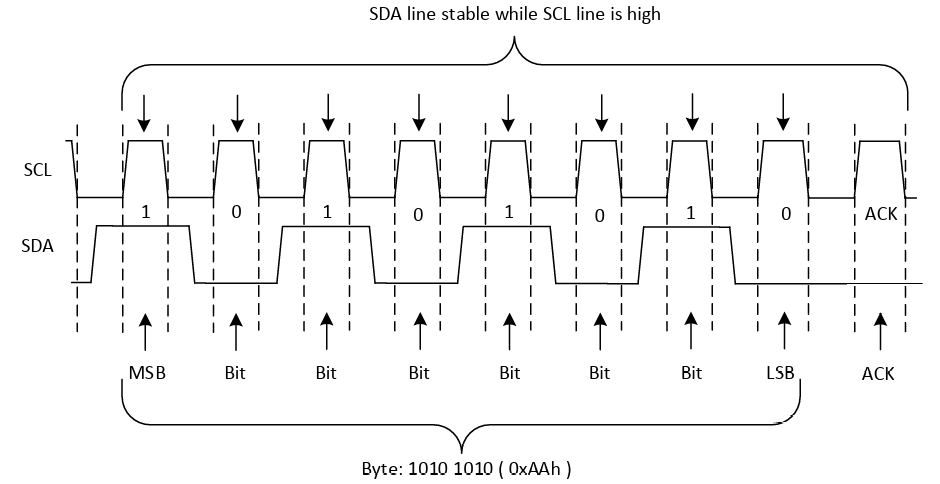 SDA line stable while SCL line is high
SCL
1 0 1 0 1 0 1 0 ACK
SDA
MSB Bit Bit Bit Bit Bit Bit LSB ACK
Byte: 1010 1010 ( 0xAAh )